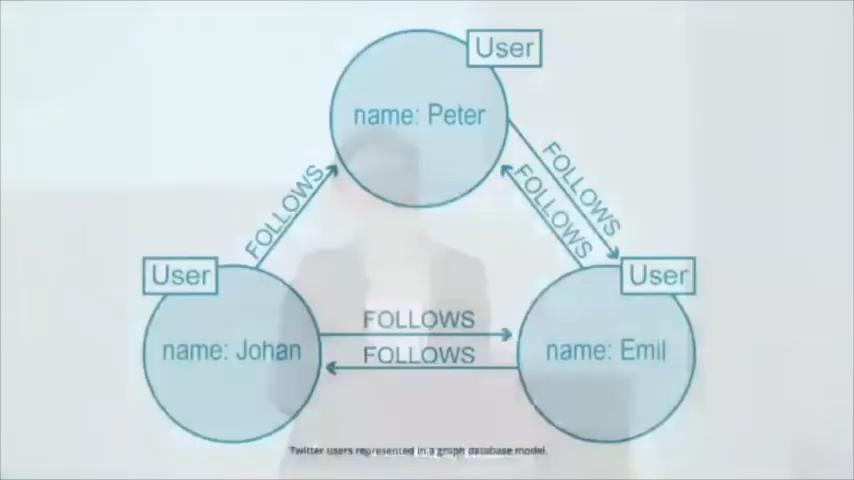 User
name: Peter
FOLLOWS
FOLLOWS
FOLLOWS
User
User
FOLLOWS
name: Johan
name: Emil
FOLLOWS
Twitter users represented in a graph database model.